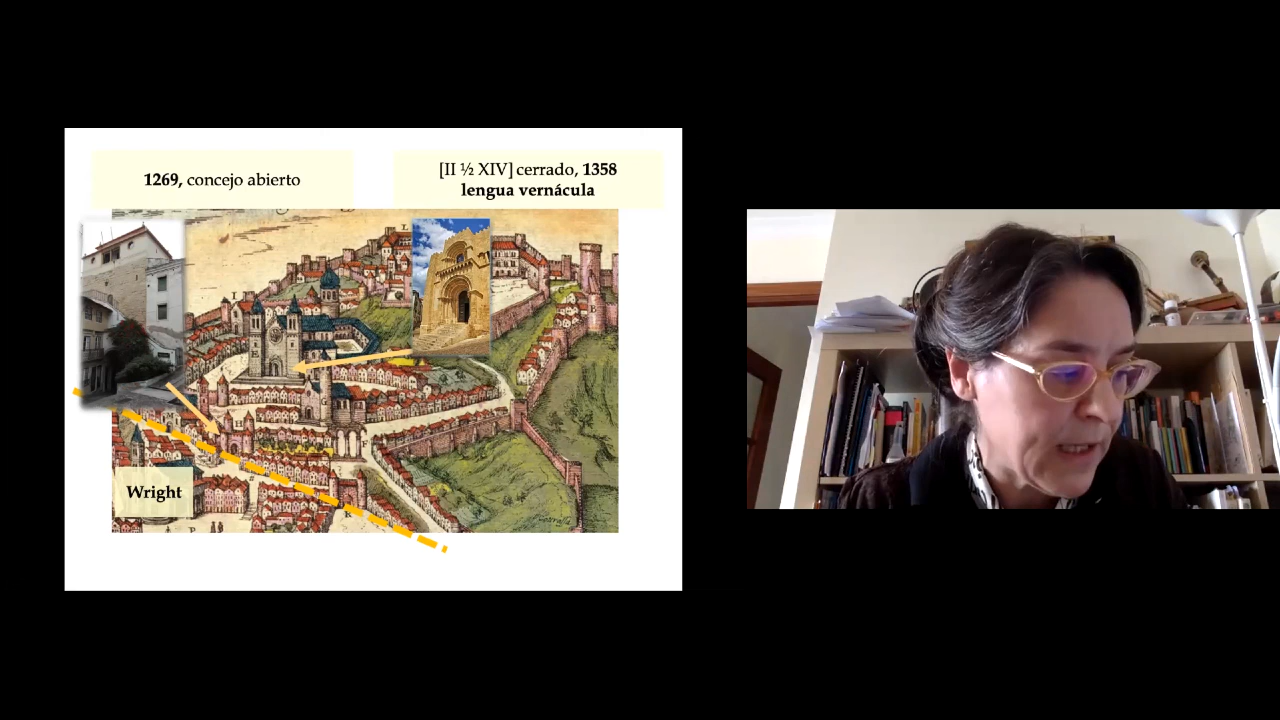 1269, concejo abierto
[II ½ XIV] cerrado, 1358
lengua vernácula
L
I
B
E
K
P
Wright